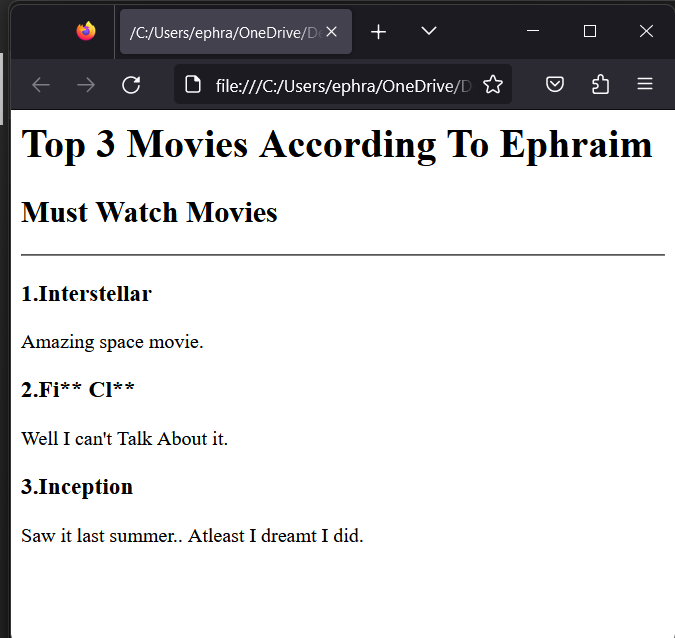 /C:/Users/ephra/OneDrive/De
file:///C:/Users/ephra/OneDrive/D
Top 3 Movies According To Ephraim
Must Watch Movies
1.Interstellar
Amazing space movie.
2.Fi** Cl**
Well I can't Talk About it.
3.Inception
Saw it last summer.. Atleast I dreamt I did.